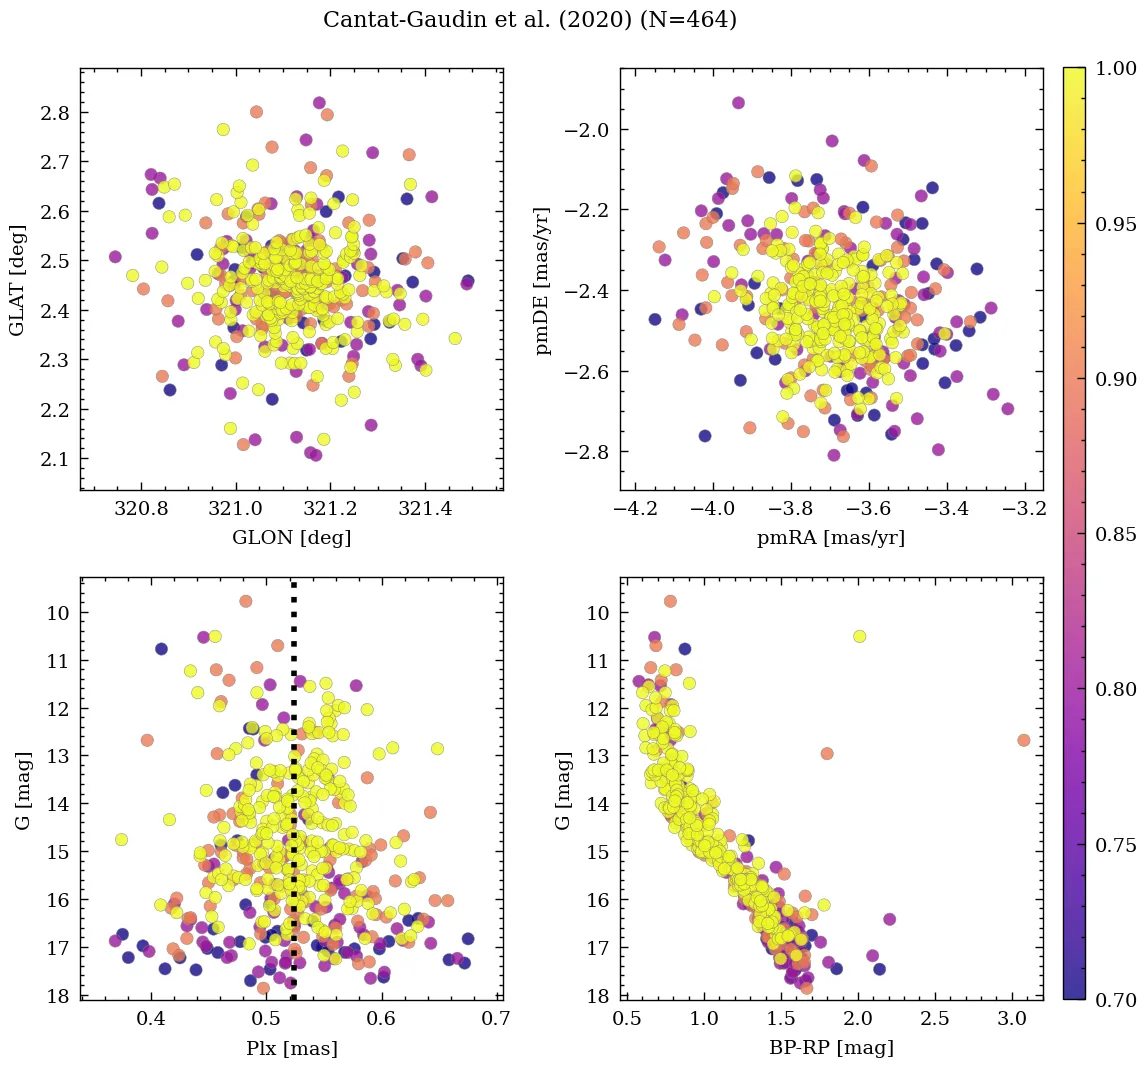 Cantat-Gaudin et al. (2020) (N=464)
2.8
2.7
2.6
2.5
2.4
2.3
2.2
2.1
GLAT [deg]
320.8 321.0 321.2 321.4
GLON [deg]
−2.0
−2.2
−2.4
−2.6
−2.8
pmDE [mas/yr]
−4.2 −4.0 −3.8 −3.6 −3.4 −3.2
pmRA [mas/yr]
10
11
12
13
14
15
16
17
18
G [mag]
0.4 0.5 0.6 0.7
Plx [mas]
10
11
12
13
14
15
16
17
18
G [mag]
0.5 1.0 1.5 2.0 2.5 3.0
BP-RP [mag]
1.00
0.95
0.90
0.85
0.80
0.75
0.70